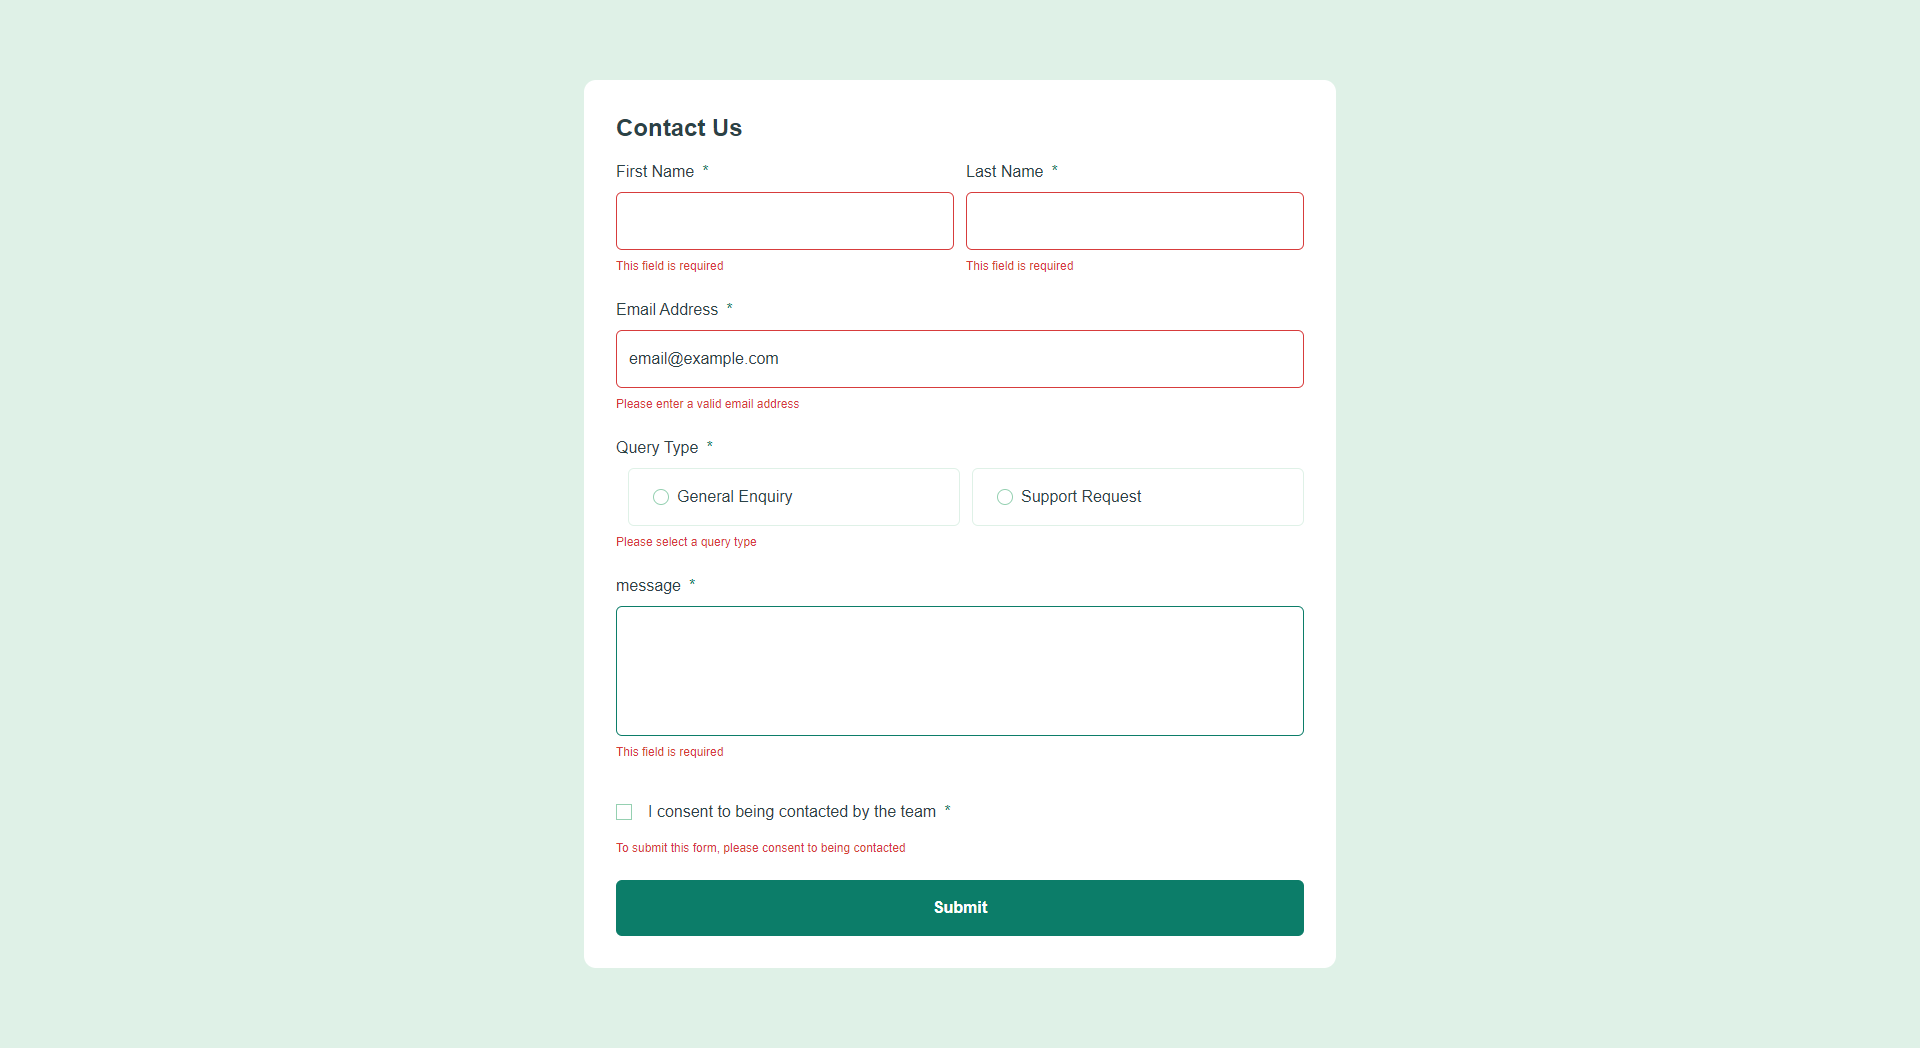 Contact Us
First Name *
Last Name *
This field is required
This field is required
Email Address *
email@example.com
Please enter a valid email address
Query Type *
General Enquiry
Support Request
Please select a query type
message *
This field is required
I consent to being contacted by the team *
To submit this form, please consent to being contacted
Submit